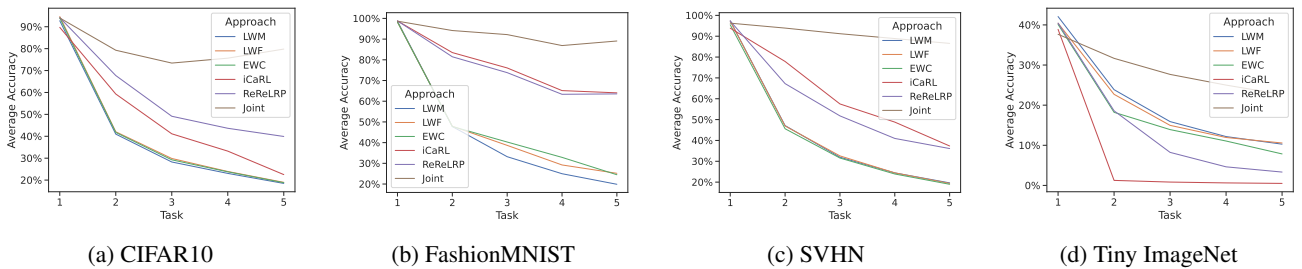 Approach
LWM
LWF
EWC
iCaRL
ReReLRP
Joint
90%
80%
70%
60%
50%
40%
30%
20%
Average Accuracy
1 2 3 4 5
Task
(a) CIFAR10
100%
90%
80%
70%
60%
50%
40%
30%
20%
Average Accuracy
Approach
LWM
LWF
EWC
iCaRL
ReReLRP
Joint
1 2 3 4 5
Task
(b) FashionMNIST
100%
90%
80%
70%
60%
50%
40%
30%
20%
Average Accuracy
Approach
LWM
LWF
EWC
iCaRL
ReReLRP
Joint
1 2 3 4 5
Task
(c) SVHN
40%
30%
20%
10%
0%
Average Accuracy
Approach
LWM
LWF
EWC
iCaRL
ReReLRP
Joint
1 2 3 4 5
Task
(d) Tiny ImageNet